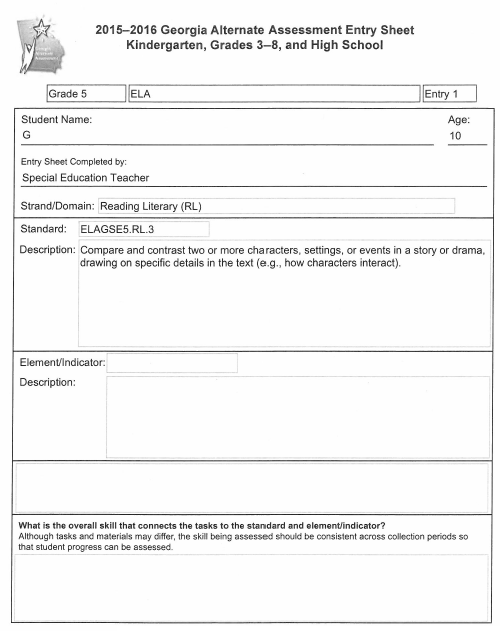 2015–2016 Georgia Alternate Assessment Entry Sheet
Kindergarten, Grades 3–8, and High School
Grade 5 ELA Entry 1
Student Name: Age:
G 10
Entry Sheet Completed by:
Special Education Teacher
Strand/Domain: Reading Literary (RL)
Standard: ELAGSE5.RL.3
Description: Compare and contrast two or more characters, settings, or events in a story or drama,
drawing on specific details in the text (e.g., how characters interact).
Element/Indicator:
Description:
What is the overall skill that connects the tasks to the standard and element/indicator?
Although tasks and materials may differ, the skill being assessed should be consistent across collection periods so
that student progress can be assessed.